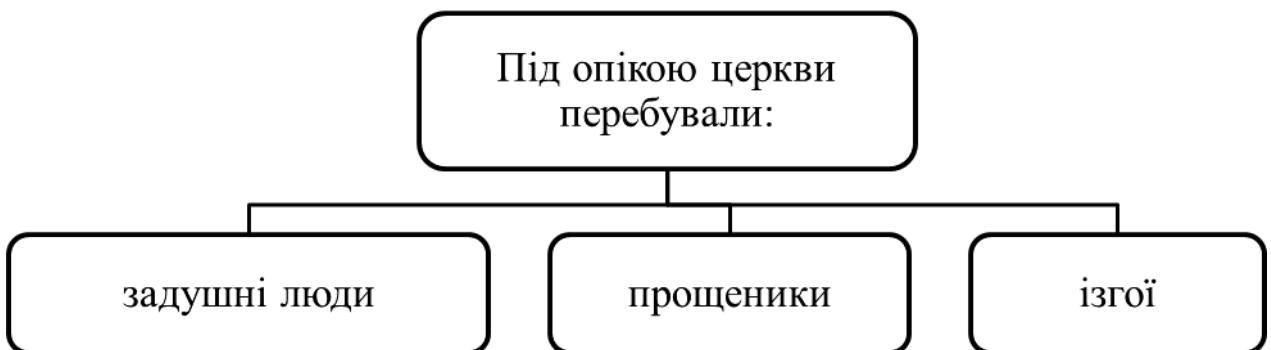 Під опікою церкви
перебували:
задушні люди
прощеники
ізгої